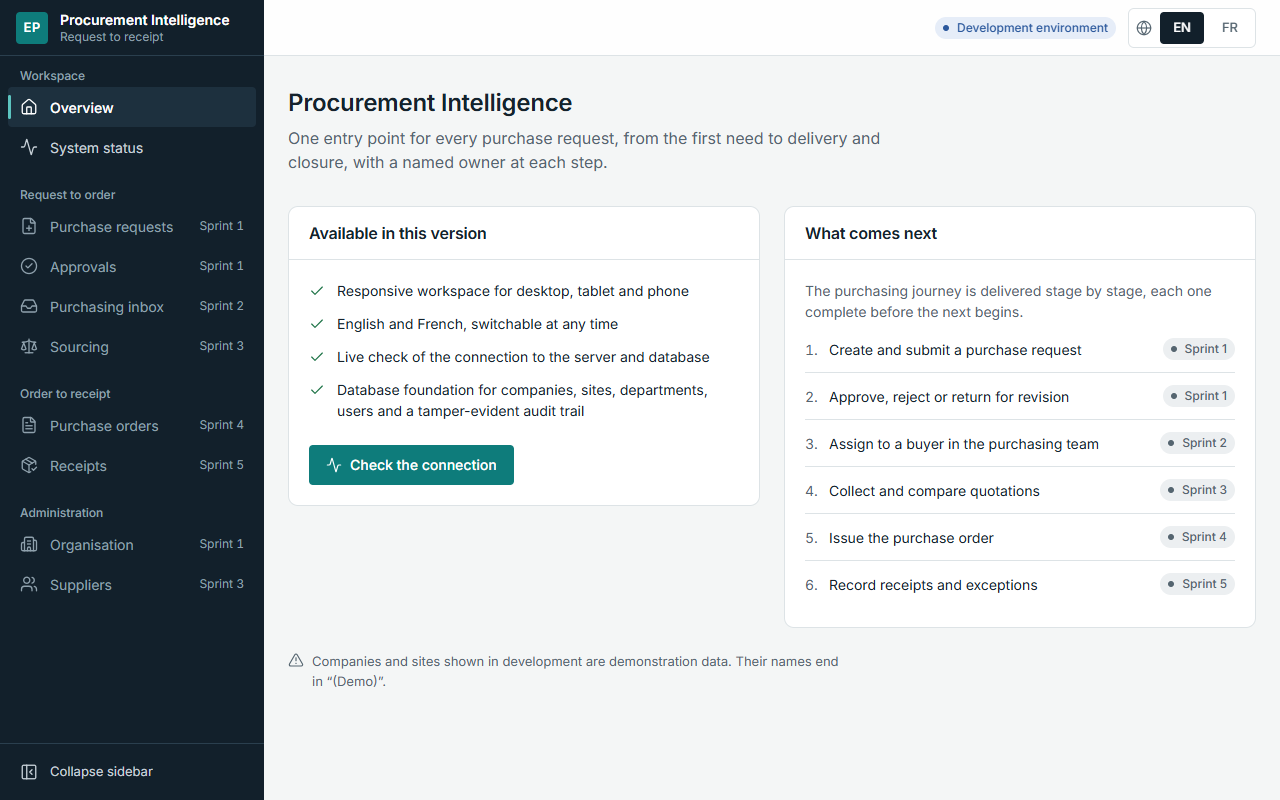 EP
Procurement Intelligence
Request to receipt
Workspace
Overview
System status
Request to order
Purchase requests Sprint 1
Approvals Sprint 1
Purchasing inbox Sprint 2
Sourcing Sprint 3
Order to receipt
Purchase orders Sprint 4
Receipts Sprint 5
Administration
Organisation Sprint 1
Suppliers Sprint 3
Collapse sidebar
Development environment
EN FR
Procurement Intelligence
One entry point for every purchase request, from the first need to delivery and
closure, with a named owner at each step.
Available in this version
Responsive workspace for desktop, tablet and phone
English and French, switchable at any time
Live check of the connection to the server and database
Database foundation for companies, sites, departments,
users and a tamper-evident audit trail
Check the connection
What comes next
The purchasing journey is delivered stage by stage, each one
complete before the next begins.
1. Create and submit a purchase request Sprint 1
2. Approve, reject or return for revision Sprint 1
3. Assign to a buyer in the purchasing team Sprint 2
4. Collect and compare quotations Sprint 3
5. Issue the purchase order Sprint 4
6. Record receipts and exceptions Sprint 5
Companies and sites shown in development are demonstration data. Their names end
in “(Demo)”.